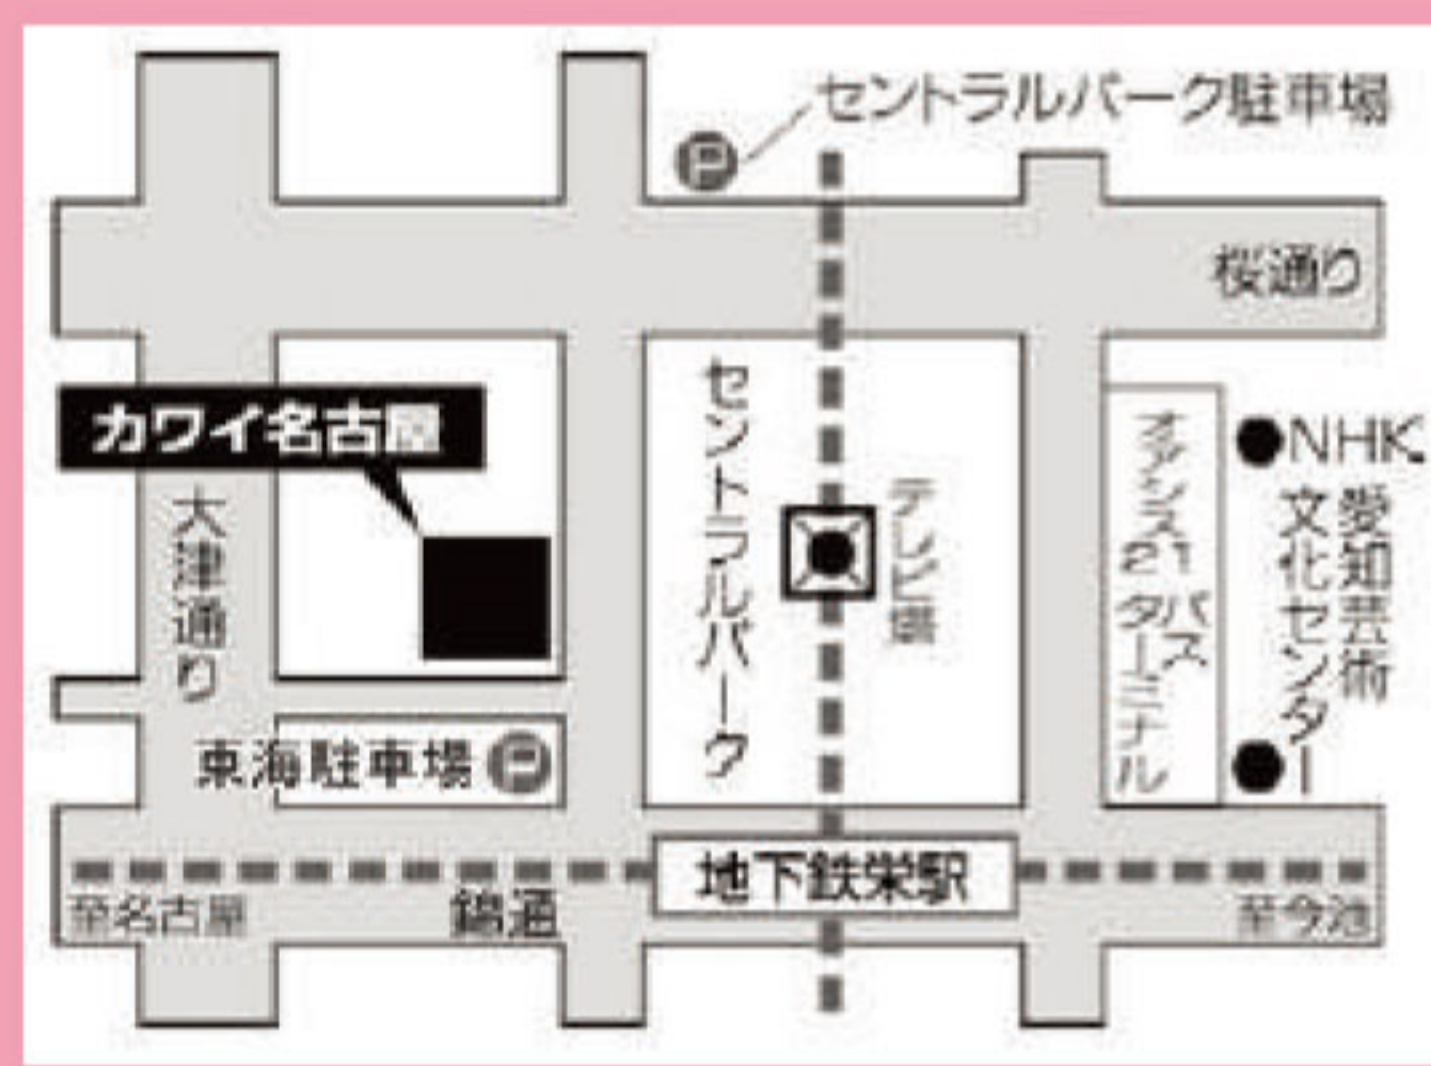 セントラルパーク駐車場
P
桜通り
カワイ名古屋
大津通り
セントラルパーク
テレビ塔
オアシス21 バスターミナル
NHK
愛知芸術
文化センター
東海駐車場 P
地下鉄栄駅
至名古屋
錦通
至今池